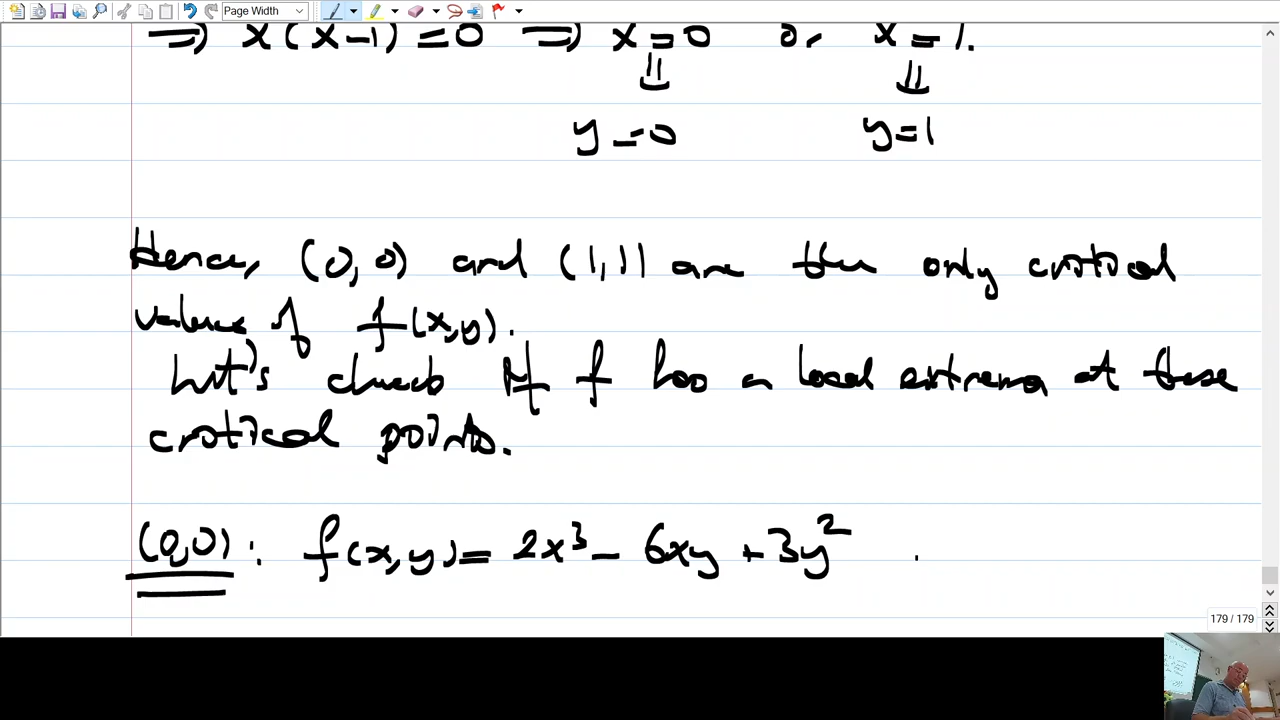 Page Width
⇒ x(x-1)=0 ⇒ x=0 or x=1.
⇓ ⇓
y=0 y=1
Hence, (0,0) and (1,1) are the only critical
values of f(x,y).
Let's check if f has a local extrema at these
critical points.
(0,0): f(x,y)= 2x³ - 6xy + 3y²
179 / 179